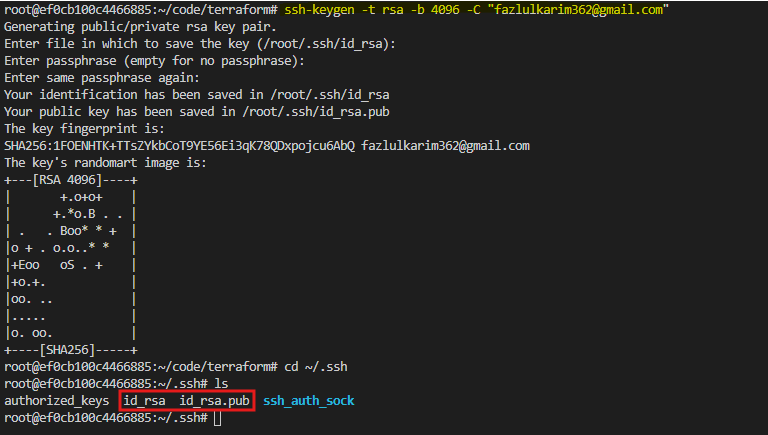 root@ef0cb100c4466885:~/code/terraform# ssh-keygen -t rsa -b 4096 -C "fazlulkarim362@gmail.com"
Generating public/private rsa key pair.
Enter file in which to save the key (/root/.ssh/id_rsa):
Enter passphrase (empty for no passphrase):
Enter same passphrase again:
Your identification has been saved in /root/.ssh/id_rsa
Your public key has been saved in /root/.ssh/id_rsa.pub
The key fingerprint is:
SHA256:1FOENHTK+TTsZYkbCoT9YE56Ei3qK78QDxpojcu6AbQ fazlulkarim362@gmail.com
The key's randomart image is:
+---[RSA 4096]----+
|      +.o+o+     |
|     +.*o.B . .  |
| .   . Boo* * +  |
|o + . o.o..* *   |
|+Eoo   oS . +    |
|+o.+.            |
|oo. ..           |
|.....            |
|o. oo.           |
+----[SHA256]-----+
root@ef0cb100c4466885:~/code/terraform# cd ~/.ssh
root@ef0cb100c4466885:~/.ssh# ls
authorized_keys  id_rsa  id_rsa.pub  ssh_auth_sock
root@ef0cb100c4466885:~/.ssh#